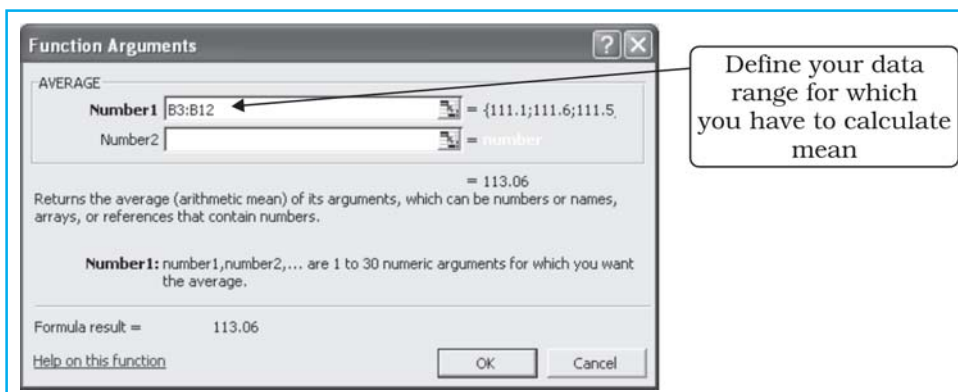 Function Arguments
AVERAGE
Number1 B3:B12 = {111.1;111.6;111.5
Number2 = number
= 113.06
Returns the average (arithmetic mean) of its arguments, which can be numbers or names,
arrays, or references that contain numbers.
Number1: number1,number2,... are 1 to 30 numeric arguments for which you want
the average.
Formula result = 113.06
Help on this function
OK Cancel
Define your data
range for which
you have to calculate
mean